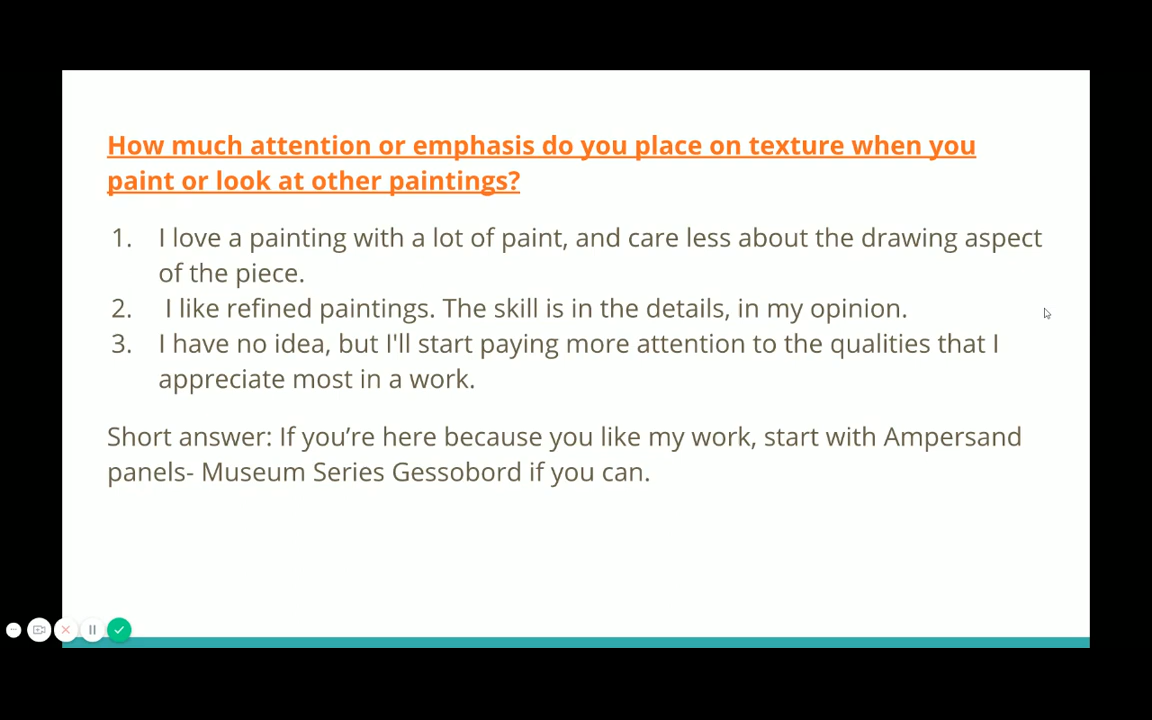 How much attention or emphasis do you place on texture when you
paint or look at other paintings?
1. I love a painting with a lot of paint, and care less about the drawing aspect
of the piece.
2. I like refined paintings. The skill is in the details, in my opinion.
3. I have no idea, but I'll start paying more attention to the qualities that I
appreciate most in a work.
Short answer: If you’re here because you like my work, start with Ampersand
panels- Museum Series Gessobord if you can.